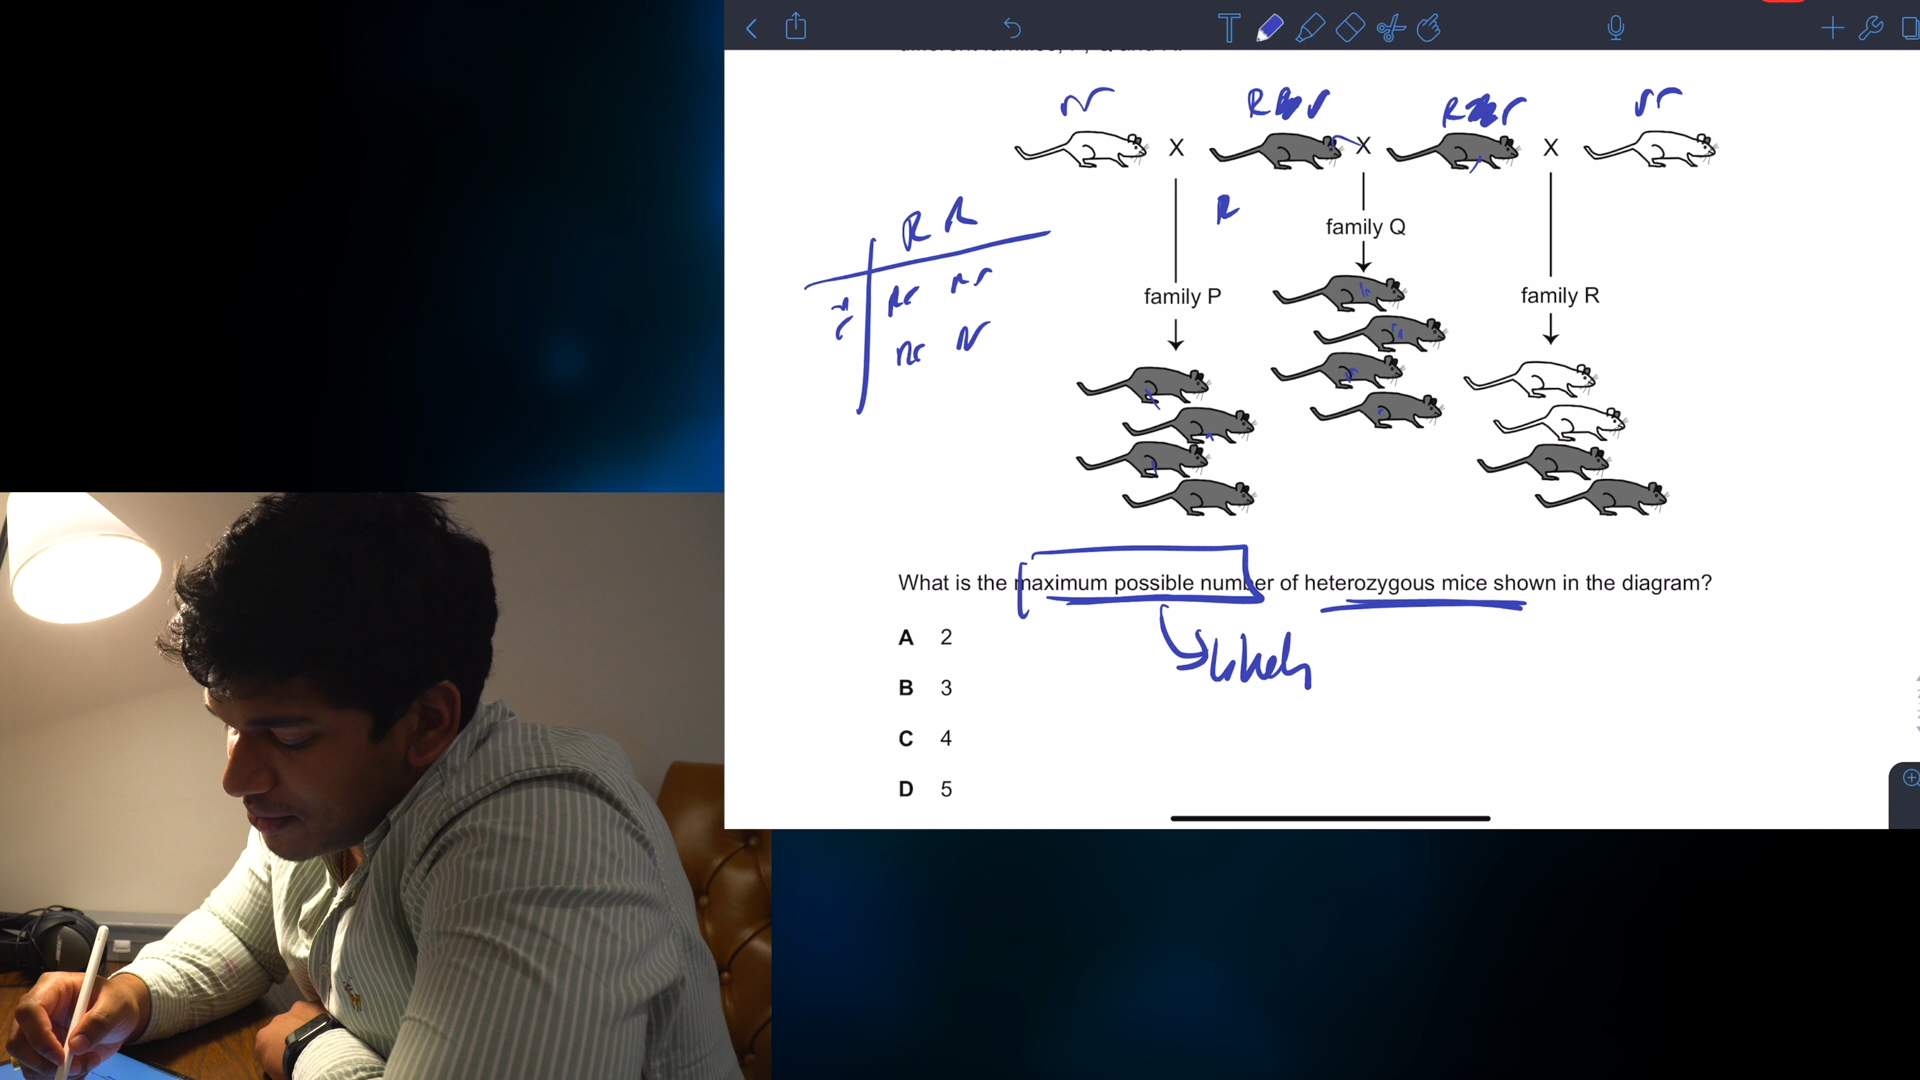 rr
R r
R r
rr
X
X
X
R
R R
r
r
Rr Rr
Rr Rr
family Q
family P
family R
What is the maximum possible number of heterozygous mice shown in the diagram?
A 2
B 3
C 4
D 5